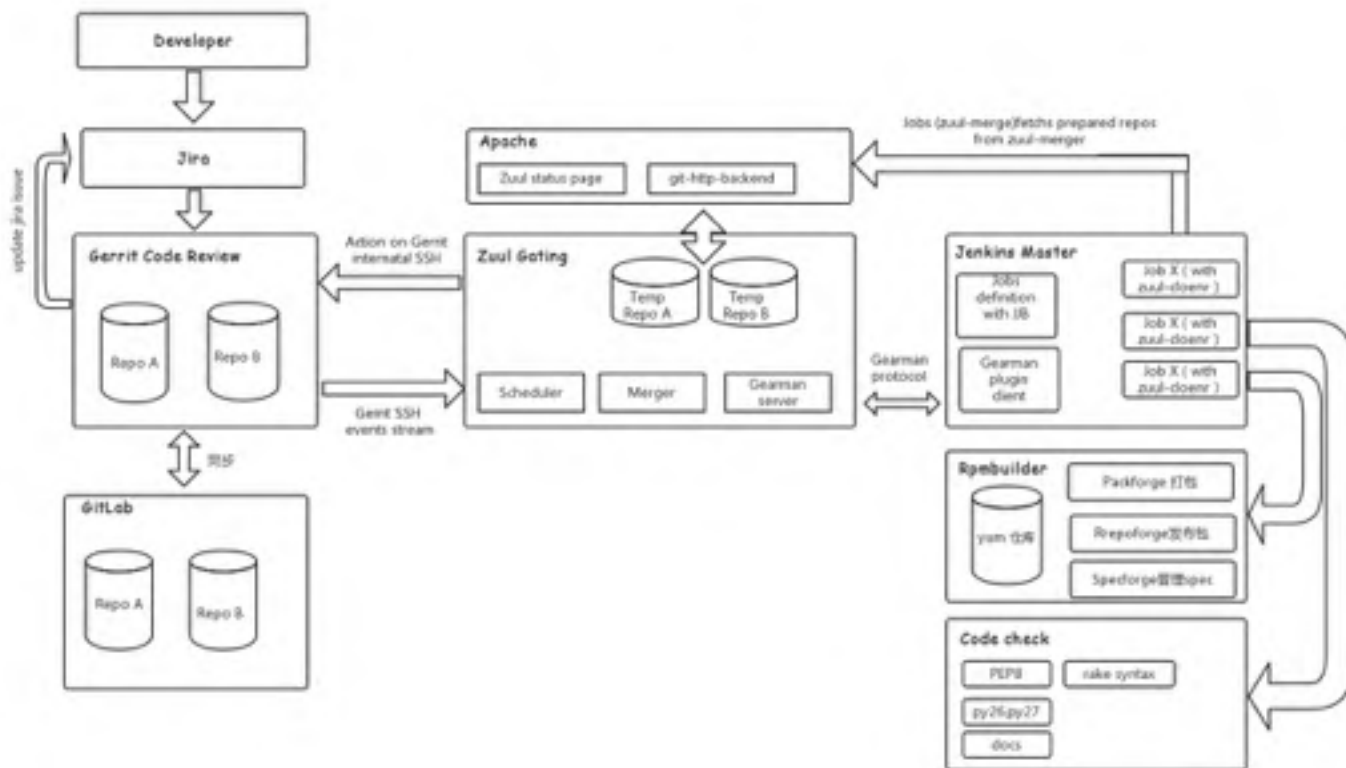 Developer
Jira
update jira issue
Gerrit Code Review
Repo A
Repo B
同步
GitLab
Repo A
Repo B
Action on Gerrit
internatal SSH
Gerrit SSH
events stream
Apache
Zuul status page
git-http-backend
Zuul Gating
Temp
Repo A
Temp
Repo B
Scheduler
Merger
Gearman
server
Jobs (zuul-merge)fetchs prepared repos
from zuul-merger
Gearman
protocol
Jenkins Master
Jobs
definition
with JJB
Gearman
plugin
client
Job X ( with
zuul-cloenr )
Job X ( with
zuul-cloenr )
Job X ( with
zuul-cloenr )
Rpmbuilder
yum 仓库
Packforge 打包
Rrepoforge发布包
Specforge管理spec
Code check
PEP8
rake syntax
py26,py27
docs